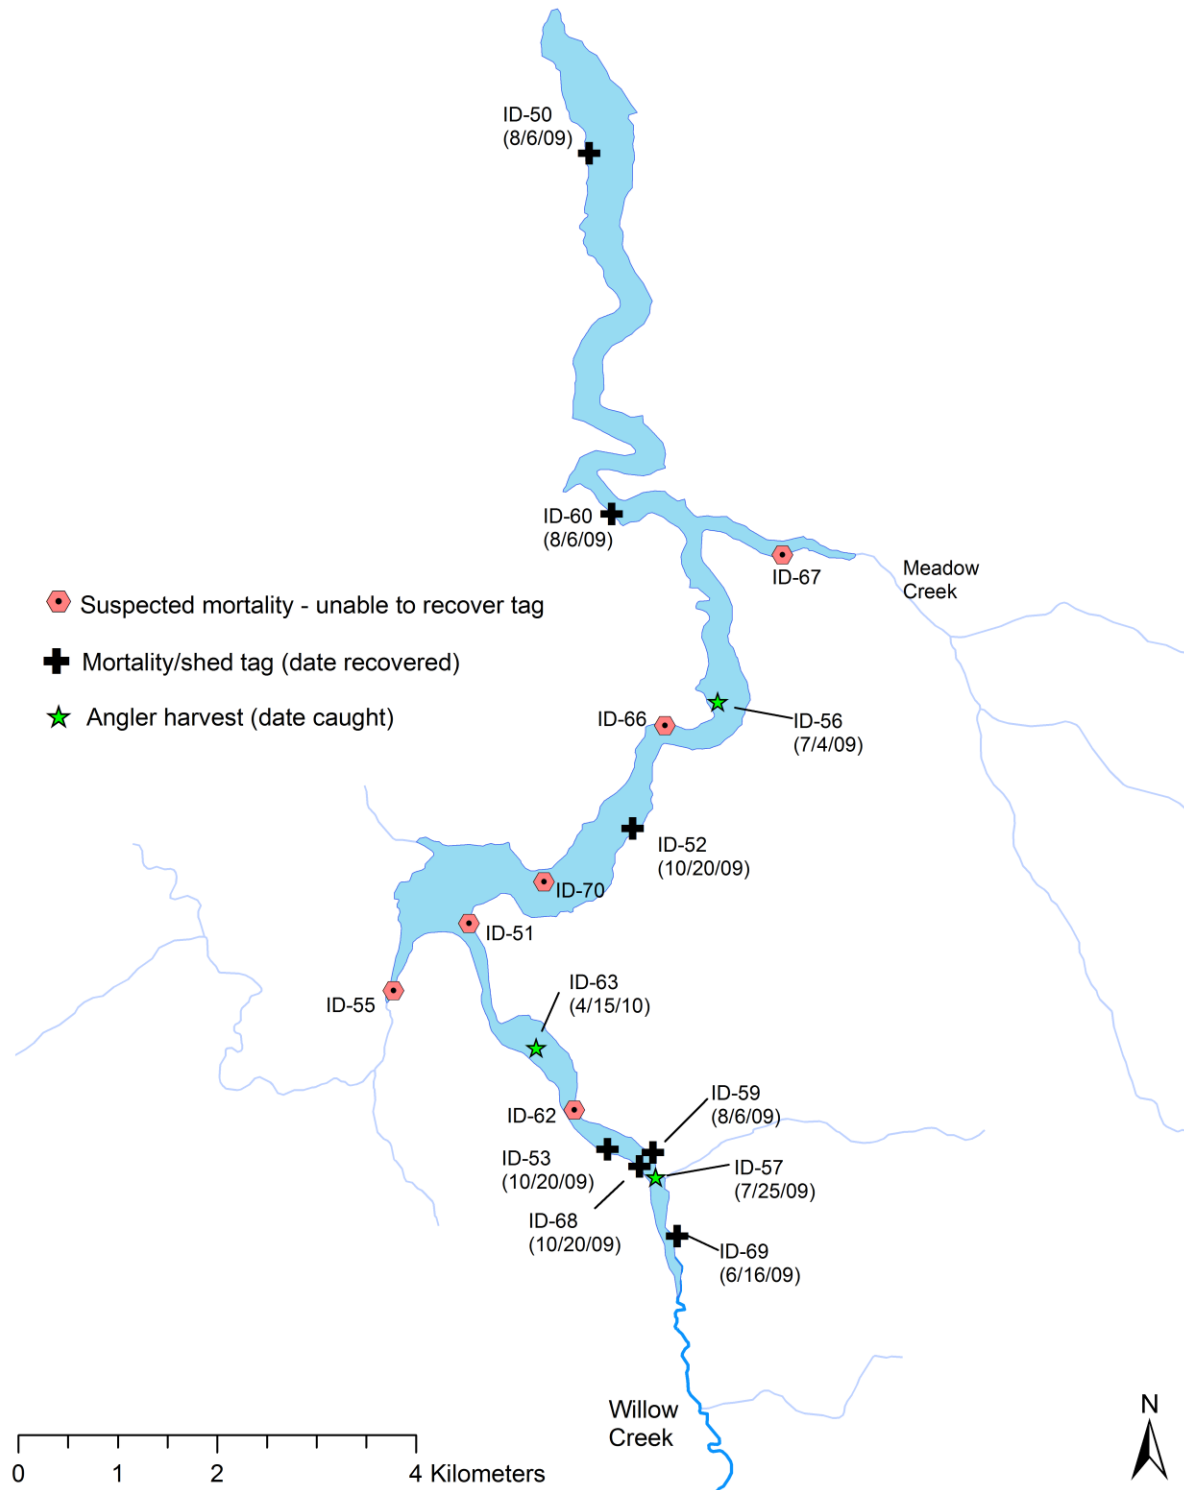 ID-50
(8/6/09)
ID-60
(8/6/09)
ID-67
Meadow
Creek
Suspected mortality - unable to recover tag
Mortality/shed tag (date recovered)
Angler harvest (date caught)
ID-66
ID-56
(7/4/09)
ID-52
(10/20/09)
ID-70
ID-51
ID-55
ID-63
(4/15/10)
ID-62
ID-59
(8/6/09)
ID-53
(10/20/09)
ID-57
(7/25/09)
ID-68
(10/20/09)
ID-69
(6/16/09)
Willow
Creek
N
0 1 2 4 Kilometers